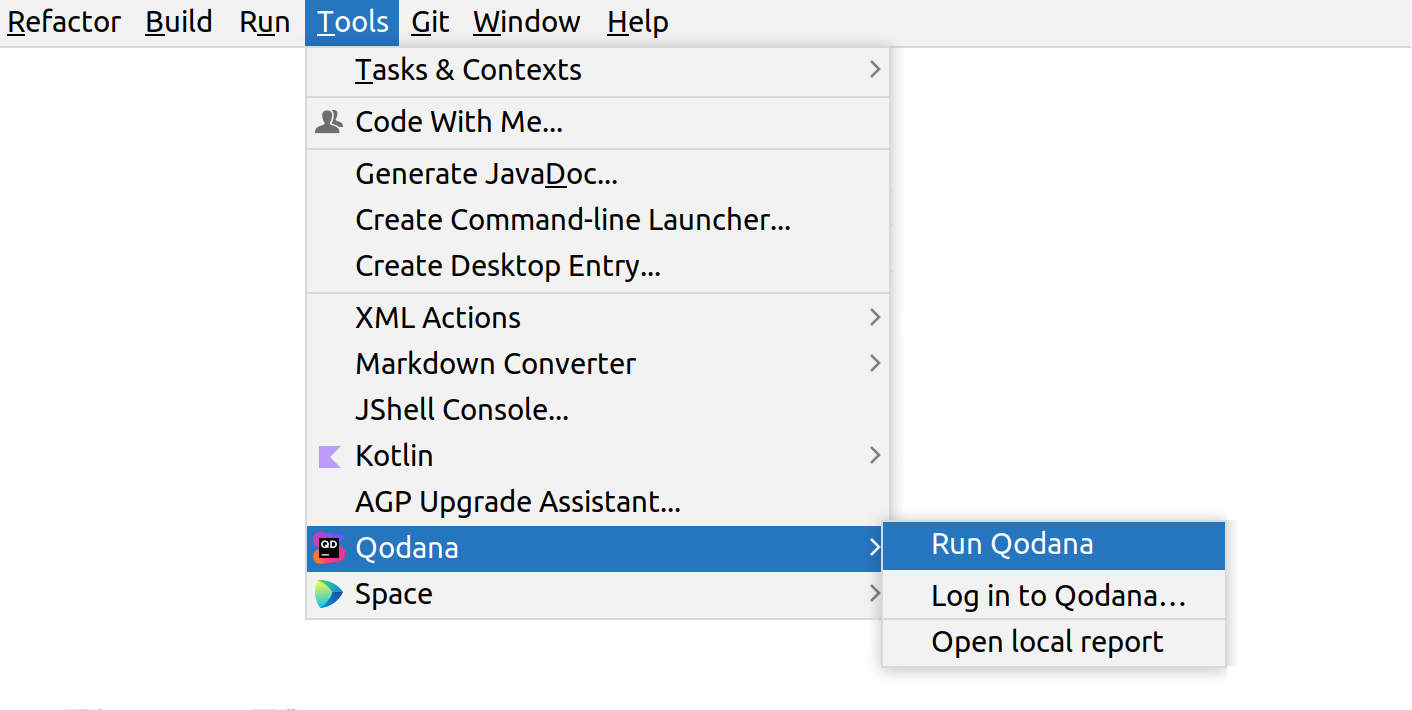 Refactor Build Run Tools Git Window Help
Tasks & Contexts
Code With Me...
Generate JavaDoc...
Create Command-line Launcher...
Create Desktop Entry...
XML Actions
Markdown Converter
JShell Console...
Kotlin
AGP Upgrade Assistant...
QD Qodana
Space
Run Qodana
Log in to Qodana...
Open local report